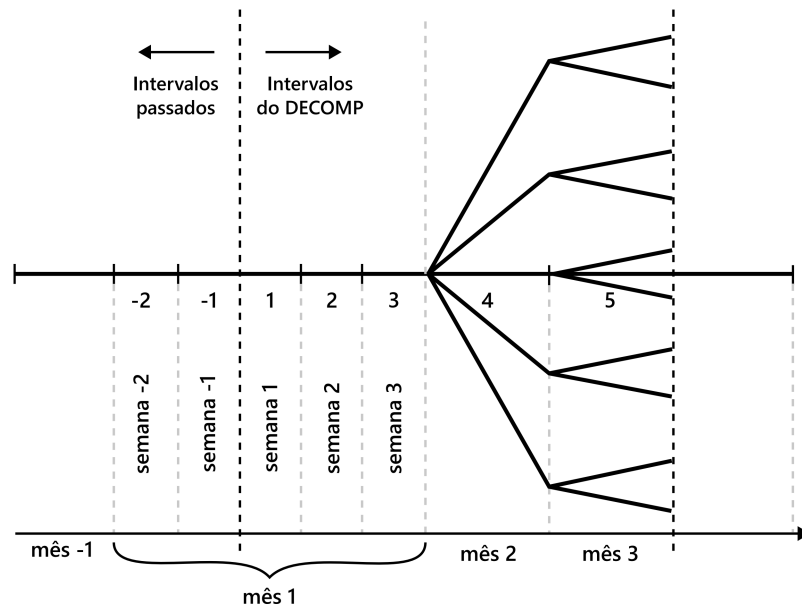 Intervalos
passados
Intervalos
do DECOMP
-2
-1
1
2
3
4
5
semana -2
semana -1
semana 1
semana 2
semana 3
mês -1
mês 1
mês 2
mês 3